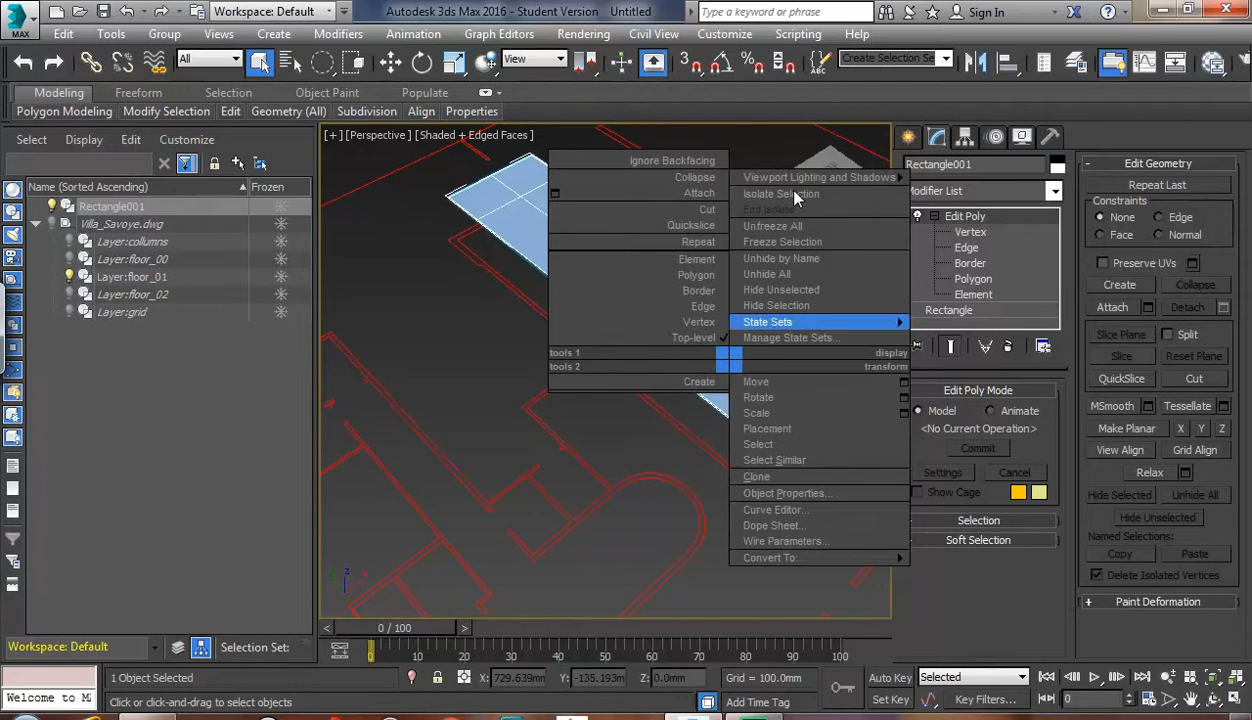 MAX
Workspace: Default
Autodesk 3ds Max 2016 - Student Version Untitled
Type a keyword or phrase
Sign In
Edit Tools Group Views Create Modifiers Animation Graph Editors Rendering Civil View Customize Scripting Help
All View Create Selection Se
Modeling Freeform Selection Object Paint Populate
Polygon Modeling Modify Selection Edit Geometry (All) Subdivision Align Properties
Select Display Edit Customize
Name (Sorted Ascending) Frozen
Rectangle001
Villa_Savoye.dwg
Layer:collumns
Layer:floor_00
Layer:floor_01
Layer:floor_02
Layer:grid
[+] [Perspective ] [Shaded + Edged Faces ]
Ignore Backfacing
Collapse
Attach
Cut
Quickslice
Repeat
Element
Polygon
Border
Edge
Vertex
Top-level
tools 1
tools 2
Create
Viewport Lighting and Shadows
Isolate Selection
End Isolate
Unfreeze All
Freeze Selection
Unhide by Name
Unhide All
Hide Unselected
Hide Selection
State Sets
Manage State Sets...
display
transform
Move
Rotate
Scale
Placement
Select
Select Similar
Clone
Object Properties...
Curve Editor...
Dope Sheet...
Wire Parameters...
Convert To:
Rectangle001
Modifier List
Edit Poly
Vertex
Edge
Border
Polygon
Element
Rectangle
Edit Poly Mode
Model Animate
<No Current Operation>
Commit
Settings Cancel
Show Cage
Selection
Soft Selection
Edit Geometry
Repeat Last
Constraints
None Edge
Face Normal
Preserve UVs
Create Collapse
Attach Detach
Slice Plane Split
Slice Reset Plane
QuickSlice Cut
MSmooth Tessellate
Make Planar X Y Z
View Align Grid Align
Relax
Hide Selected Unhide All
Hide Unselected
Named Selections:
Copy Paste
Delete Isolated Vertices
Paint Deformation
z
0 / 100
Workspace: Default
Selection Set:
0 10 20 30 40 50 60 70 80 90 100
1 Object Selected
X: 729.639mm Y: -135.193m Z: 0.0mm Grid = 100.0mm
Auto Key Selected
Welcome to M
Click or click-and-drag to select objects
Add Time Tag
Set Key Key Filters... 0